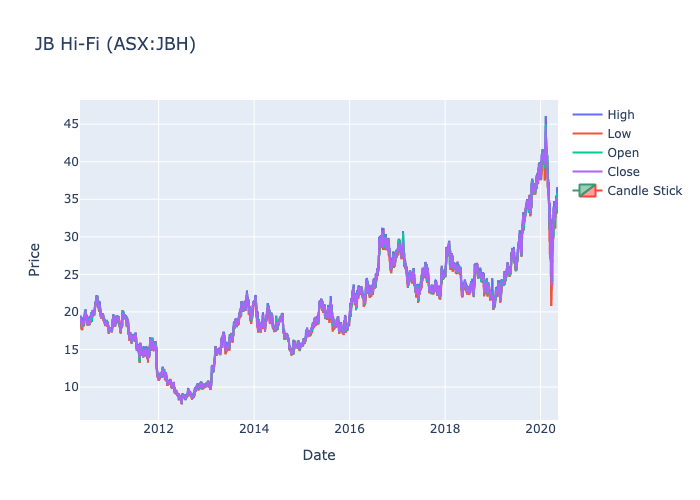 JB Hi-Fi (ASX:JBH)
45
40
35
30
25
20
15
10
2012
2014
2016
2018
2020
Date
Price
High
Low
Open
Close
Candle Stick